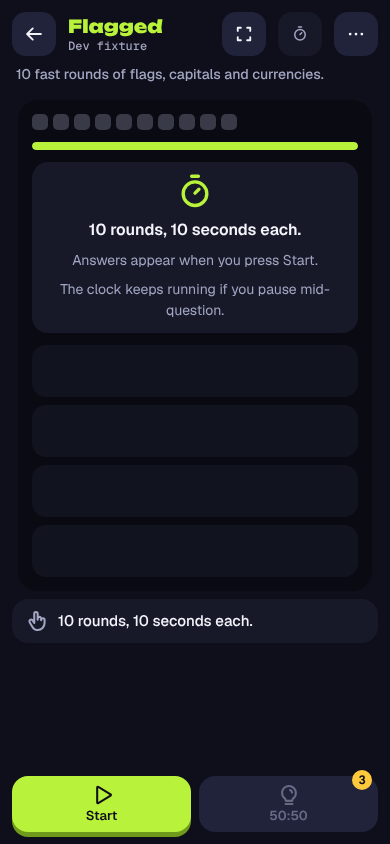 Flagged
Dev fixture
10 fast rounds of flags, capitals and currencies.
10 rounds, 10 seconds each.
Answers appear when you press Start.
The clock keeps running if you pause mid-
question.
10 rounds, 10 seconds each.
3
Start
50:50